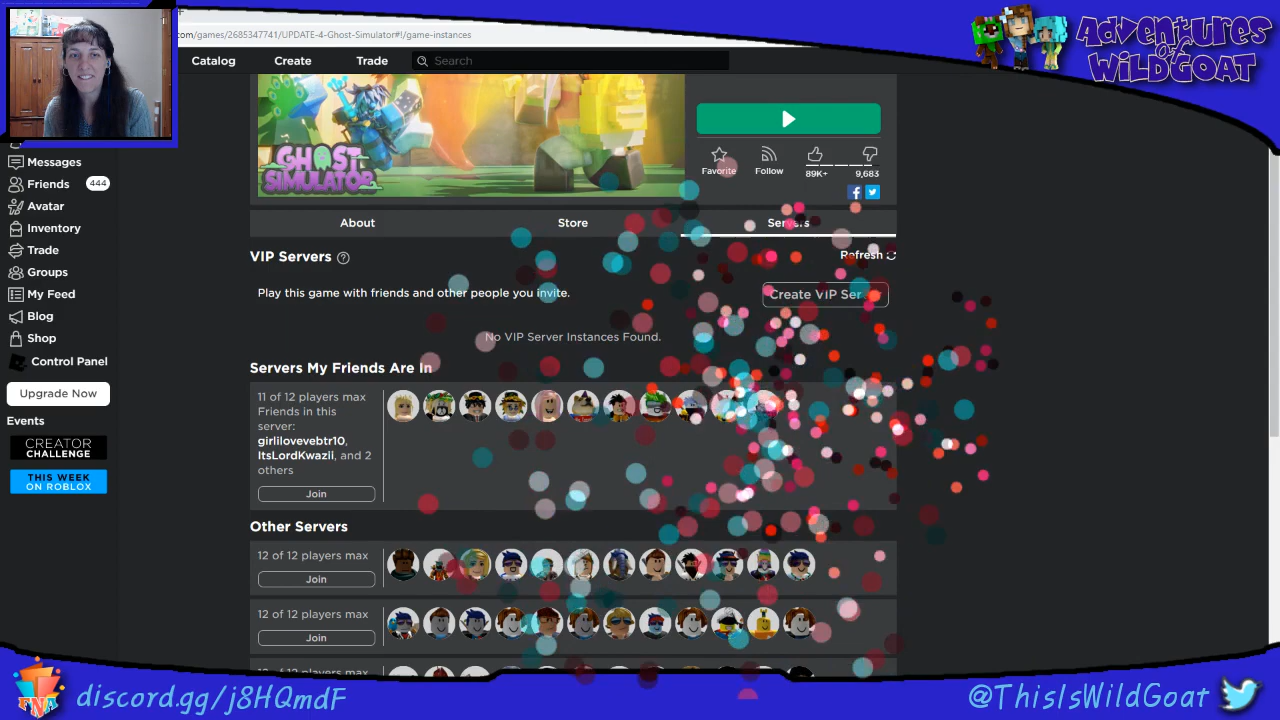 com/games/2685347741/UPDATE-4-Ghost-Simulator#!/game-instances
Adventures
of
WildGoat
Catalog
Create
Trade
Search
Messages
Friends
444
Avatar
Inventory
Trade
Groups
My Feed
Blog
Shop
Control Panel
Upgrade Now
Events
CREATOR
CHALLENGE
THIS WEEK
ON ROBLOX
GHOST
SIMULATOR
Favorite
Follow
89K+
9,683
About
Store
Servers
VIP Servers
Refresh
Play this game with friends and other people you invite.
Create VIP Ser
No VIP Server Instances Found.
Servers My Friends Are In
11 of 12 players max
Friends in this
server:
girlilovevebtr10,
ItsLordKwazii, and 2
others
Join
Other Servers
12 of 12 players max
Join
12 of 12 players max
Join
FNA
discord.gg/j8HQmdF
@ThisIsWildGoat